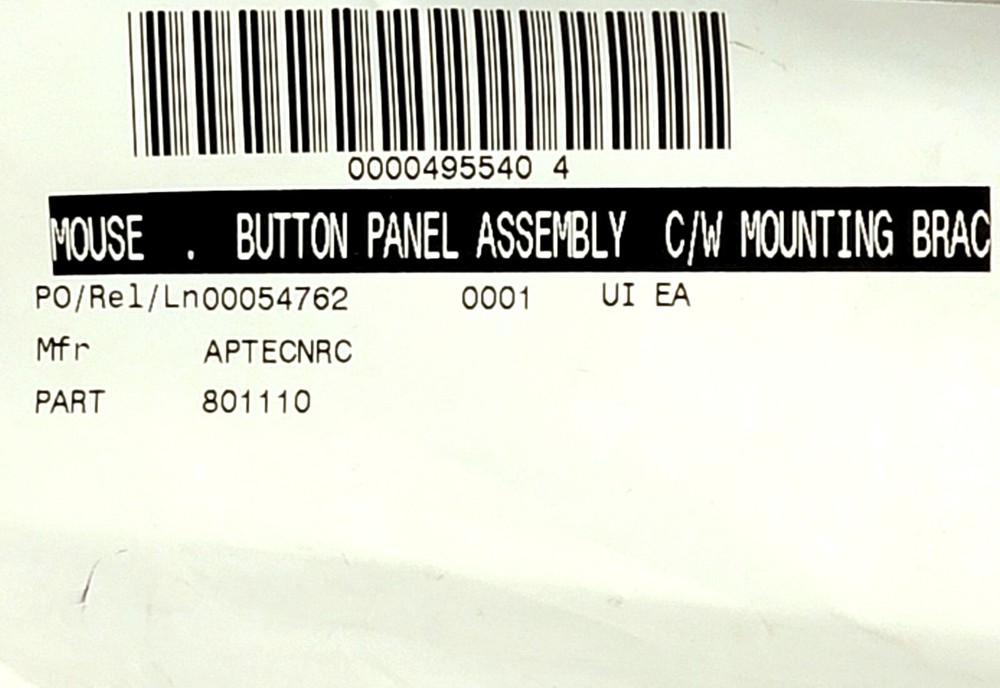 0000495540 4
MOUSE . BUTTON PANEL ASSEMBLY C/W MOUNTING BRAC
PO/Rel/Ln00054762 0001 UI EA
Mfr APTECNRC
PART 801110